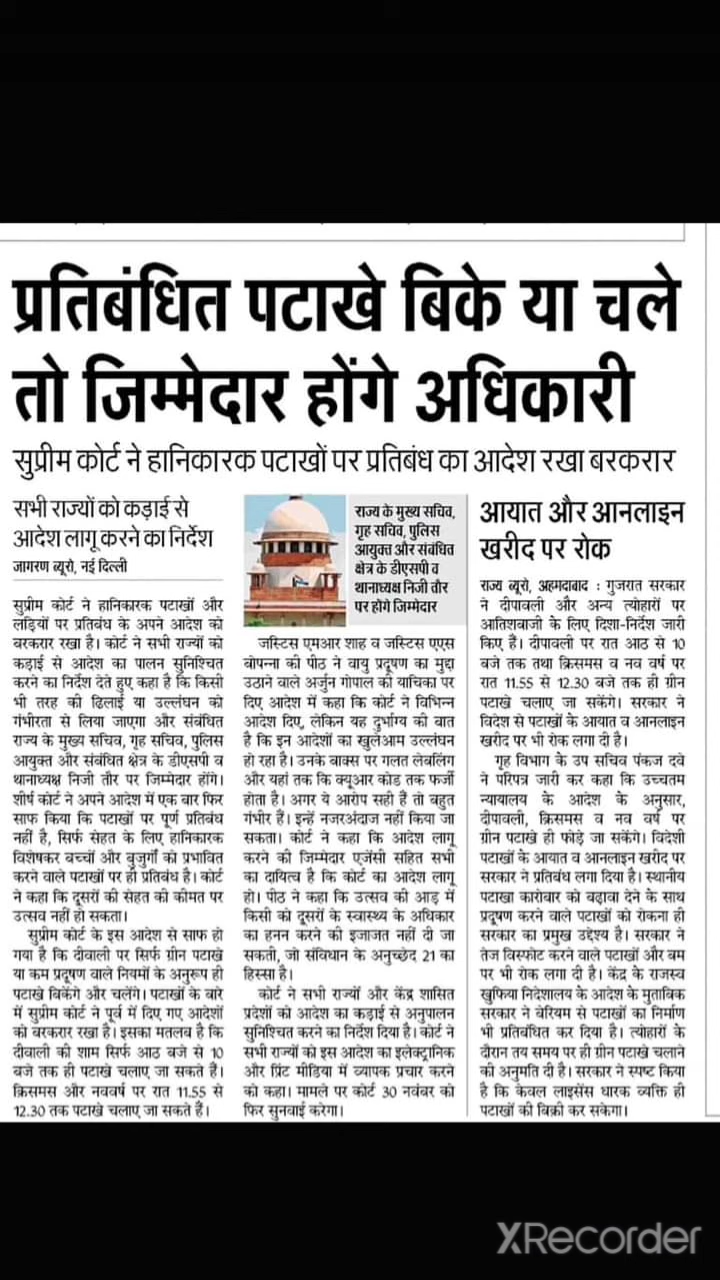 प्रतिबंधित पटाखे बिके या चले
तो जिम्मेदार होंगे अधिकारी
सुप्रीम कोर्ट ने हानिकारक पटाखों पर प्रतिबंध का आदेश रखा बरकरार
सभी राज्यों को कड़ाई से
आदेश लागू करने का निर्देश
जागरण ब्यूरो, नई दिल्ली
सुप्रीम कोर्ट ने हानिकारक पटाखों और
लड़ियों पर प्रतिबंध के अपने आदेश को
बरकरार रखा है। कोर्ट ने सभी राज्यों को
कड़ाई से आदेश का पालन सुनिश्चित
करने का निर्देश देते हुए कहा है कि किसी
भी तरह की ढिलाई या उल्लंघन को
गंभीरता से लिया जाएगा और संबंधित
राज्य के मुख्य सचिव, गृह सचिव, पुलिस
आयुक्त और संबंधित क्षेत्र के डीएसपी व
थानाध्यक्ष निजी तौर पर जिम्मेदार होंगे।
शीर्ष कोर्ट ने अपने आदेश में एक बार फिर
साफ किया कि पटाखों पर पूर्ण प्रतिबंध
नहीं है, सिर्फ सेहत के लिए हानिकारक
विशेषकर बच्चों और बुजुर्गों को प्रभावित
करने वाले पटाखों पर ही प्रतिबंध है। कोर्ट
ने कहा कि दूसरों की सेहत की कीमत पर
उत्सव नहीं हो सकता।
सुप्रीम कोर्ट के इस आदेश से साफ हो
गया है कि दीवाली पर सिर्फ ग्रीन पटाखे
या कम प्रदूषण वाले नियमों के अनुरूप ही
पटाखे बिकेंगे और चलेंगे। पटाखों के बारे
में सुप्रीम कोर्ट ने पूर्व में दिए गए आदेशों
को बरकरार रखा है। इसका मतलब है कि
दीवाली की शाम सिर्फ आठ बजे से 10
बजे तक ही पटाखे चलाए जा सकते हैं।
क्रिसमस और नववर्ष पर रात 11.55 से
12.30 तक पटाखे चलाए जा सकते हैं।
राज्य के मुख्य सचिव,
गृह सचिव, पुलिस
आयुक्त और संबंधित
क्षेत्र के डीएसपी व
थानाध्यक्ष निजी तौर
पर होंगे जिम्मेदार
जस्टिस एमआर शाह व जस्टिस एएस
बोपन्ना की पीठ ने वायु प्रदूषण का मुद्दा
उठाने वाले अर्जुन गोपाल की याचिका पर
दिए आदेश में कहा कि कोर्ट ने विभिन्न
आदेश दिए, लेकिन यह दुर्भाग्य की बात
है कि इन आदेशों का खुलेआम उल्लंघन
हो रहा है। उनके वाक्स पर गलत लेबलिंग
और यहां तक कि क्यूआर कोड तक फर्जी
होता है। अगर ये आरोप सही हैं तो बहुत
गंभीर हैं। इन्हें नजरअंदाज नहीं किया जा
सकता। कोर्ट ने कहा कि आदेश लागू
करने की जिम्मेदार एजेंसी सहित सभी
का दायित्व है कि कोर्ट का आदेश लागू
हो। पीठ ने कहा कि उत्सव की आड़ में
किसी को दूसरों के स्वास्थ्य के अधिकार
का हनन करने की इजाजत नहीं दी जा
सकती, जो संविधान के अनुच्छेद 21 का
हिस्सा है।
कोर्ट ने सभी राज्यों और केंद्र शासित
प्रदेशों को आदेश का कड़ाई से अनुपालन
सुनिश्चित करने का निर्देश दिया है। कोर्ट ने
सभी राज्यों को इस आदेश का इलेक्ट्रानिक
और प्रिंट मीडिया में व्यापक प्रचार करने
को कहा। मामले पर कोर्ट 30 नवंबर को
फिर सुनवाई करेगा।
आयात और आनलाइन
खरीद पर रोक
राज्य ब्यूरो, अहमदाबाद : गुजरात सरकार
ने दीपावली और अन्य त्योहारों पर
आतिशबाजी के लिए दिशा-निर्देश जारी
किए हैं। दीपावली पर रात आठ से 10
बजे तक तथा क्रिसमस व नव वर्ष पर
रात 11.55 से 12.30 बजे तक ही ग्रीन
पटाखे चलाए जा सकेंगे। सरकार ने
विदेश से पटाखों के आयात व आनलाइन
खरीद पर भी रोक लगा दी है।
गृह विभाग के उप सचिव पंकज दवे
ने परिपत्र जारी कर कहा कि उच्चतम
न्यायालय के आदेश के अनुसार,
दीपावली, क्रिसमस व नव वर्ष पर
ग्रीन पटाखे ही फोड़े जा सकेंगे। विदेशी
पटाखों के आयात व आनलाइन खरीद पर
सरकार ने प्रतिबंध लगा दिया है। स्थानीय
पटाखा कारोबार को बढ़ावा देने के साथ
प्रदूषण करने वाले पटाखों को रोकना ही
सरकार का प्रमुख उद्देश्य है। सरकार ने
तेज विस्फोट करने वाले पटाखों और बम
पर भी रोक लगा दी है। केंद्र के राजस्व
खुफिया निदेशालय के आदेश के मुताबिक
सरकार ने बेरियम से पटाखों का निर्माण
भी प्रतिबंधित कर दिया है। त्योहारों के
दौरान तय समय पर ही ग्रीन पटाखे चलाने
की अनुमति दी है। सरकार ने स्पष्ट किया
है कि केवल लाइसेंस धारक व्यक्ति ही
पटाखों की बिक्री कर सकेगा।
XRecorder